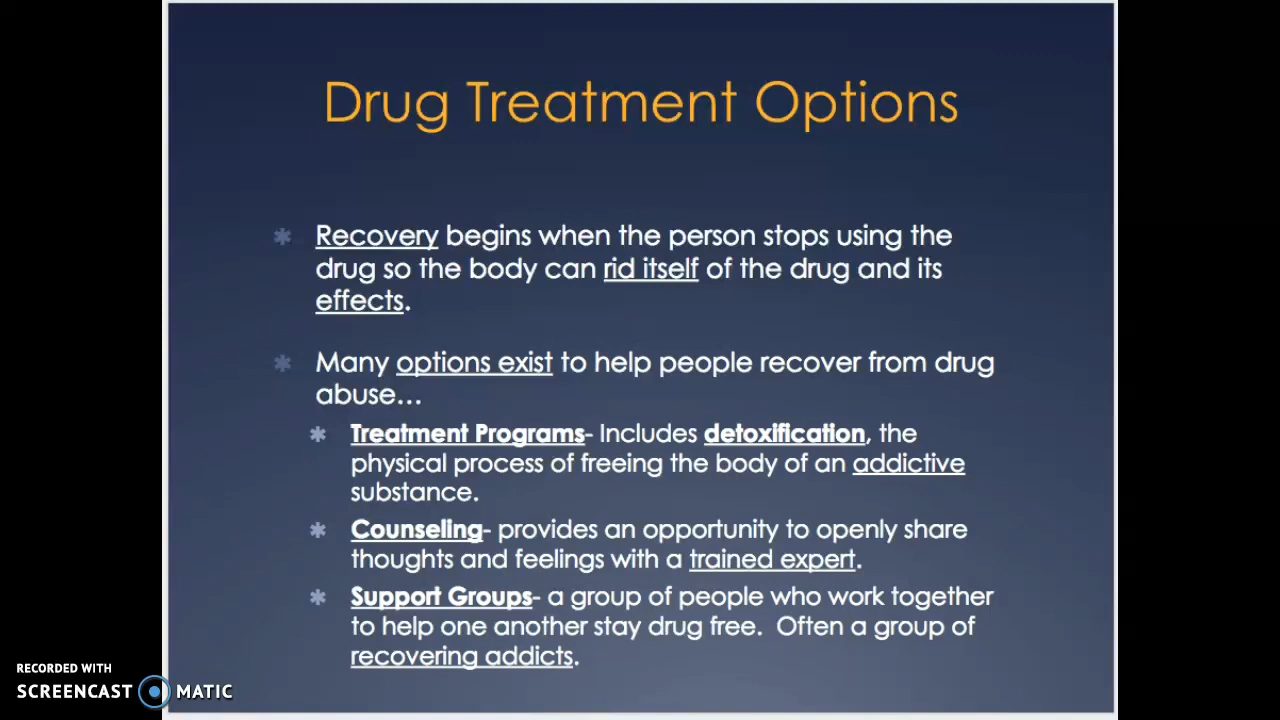 Drug Treatment Options
* Recovery begins when the person stops using the
drug so the body can rid itself of the drug and its
effects.
* Many options exist to help people recover from drug
abuse...
* Treatment Programs- Includes detoxification, the
physical process of freeing the body of an addictive
substance.
* Counseling- provides an opportunity to openly share
thoughts and feelings with a trained expert.
* Support Groups- a group of people who work together
to help one another stay drug free.  Often a group of
recovering addicts.
RECORDED WITH
SCREENCAST MATIC